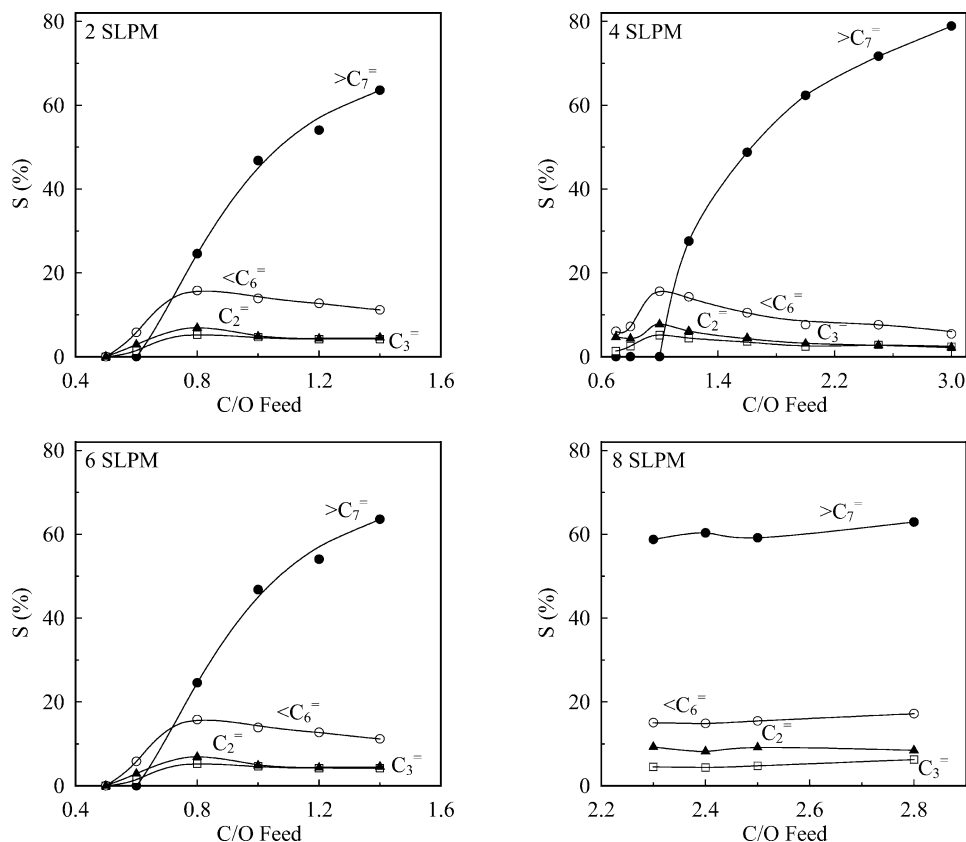 2 SLPM
S (%)
80
60
40
20
0
>C7=
<C6=
C2=
C3=
0.4 0.8 1.2 1.6
C/O Feed
4 SLPM
S (%)
80
60
40
20
0
>C7=
<C6=
C2=
C3=
0.6 1.4 2.2 3.0
C/O Feed
6 SLPM
S (%)
80
60
40
20
0
>C7=
<C6=
C2=
C3=
0.4 0.8 1.2 1.6
C/O Feed
8 SLPM
S (%)
80
60
40
20
0
>C7=
<C6=
C2=
C3=
2.2 2.4 2.6 2.8
C/O Feed